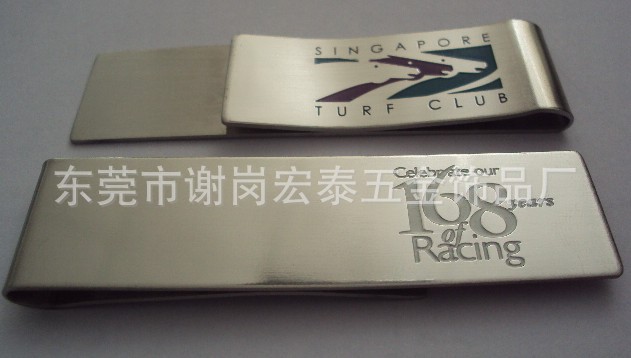 SINGAPORE
TURF CLUB
东莞市谢岗宏泰五金饰品厂
Celebrate our
168 years
of
Racing